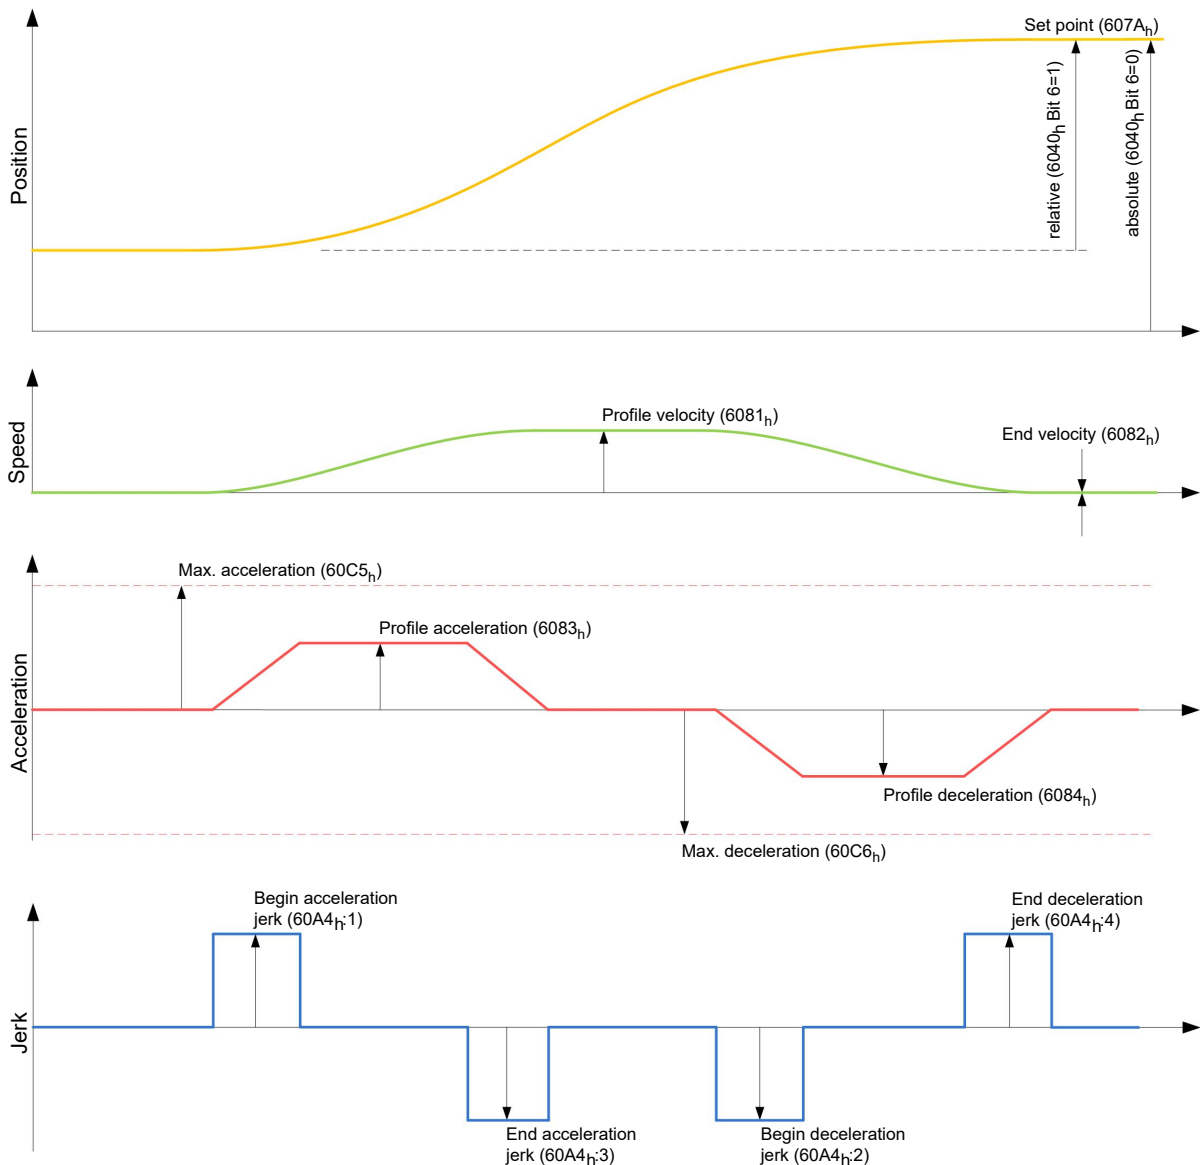 Set point (607Ah)
Position
relative (6040h Bit 6=1)
absolute (6040h Bit 6=0)
Speed
Profile velocity (6081h)
End velocity (6082h)
Acceleration
Max. acceleration (60C5h)
Profile acceleration (6083h)
Profile deceleration (6084h)
Max. deceleration (60C6h)
Jerk
Begin acceleration
jerk (60A4h:1)
End deceleration
jerk (60A4h:4)
End acceleration
jerk (60A4h:3)
Begin deceleration
jerk (60A4h:2)